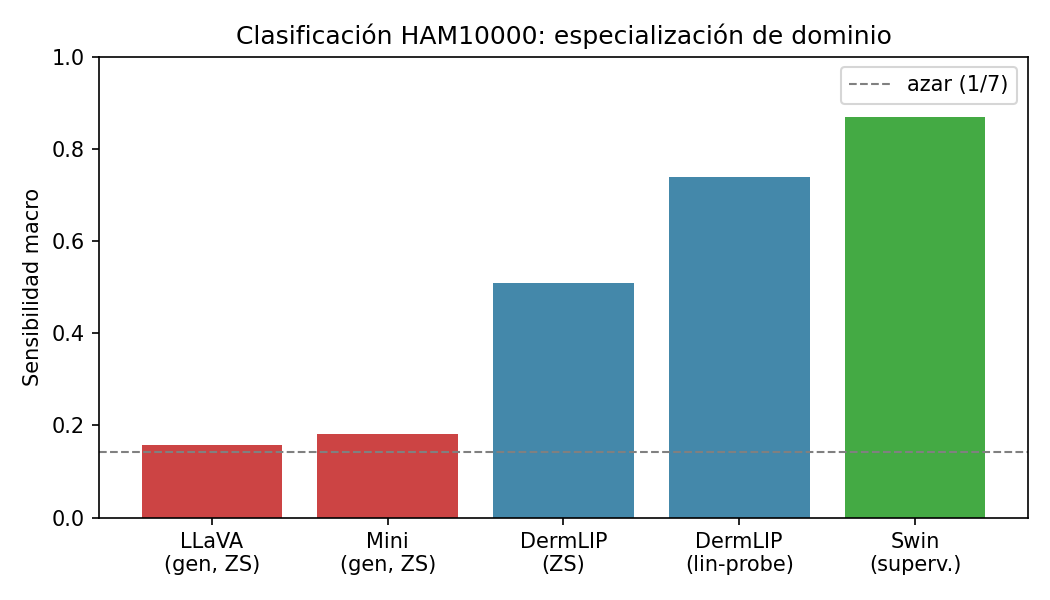 Clasificación HAM10000: especialización de dominio
azar (1/7)
Sensibilidad macro
1.0
0.8
0.6
0.4
0.2
0.0
LLaVA
(gen, ZS)
Mini
(gen, ZS)
DermLIP
(ZS)
DermLIP
(lin-probe)
Swin
(superv.)